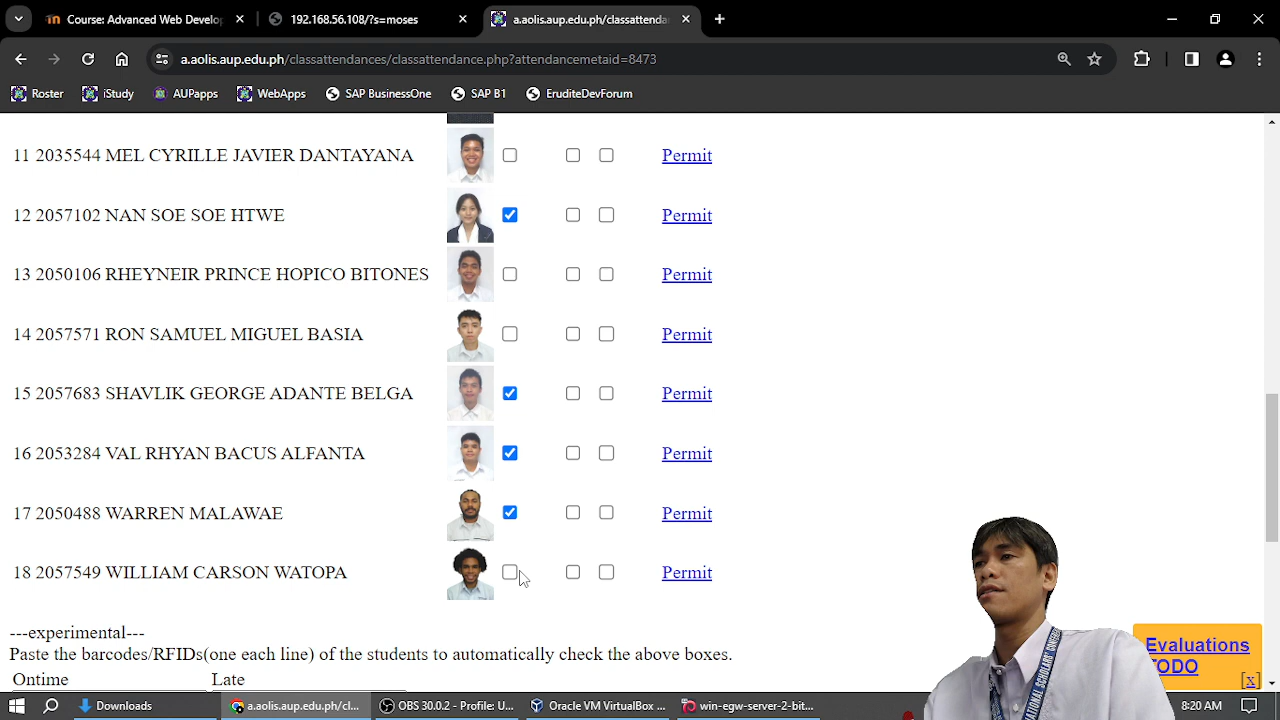 Course: Advanced Web Develop
192.168.56.108/?s=moses
a.aolis.aup.edu.ph/classattendan
a.aolis.aup.edu.ph/classattendances/classattendance.php?attendancemetaid=8473
Roster
iStudy
AUPapps
WebApps
SAP BusinessOne
SAP B1
EruditeDevForum
11 2035544 MEL CYRILLE JAVIER DANTAYANA Permit
12 2057102 NAN SOE SOE HTWE Permit
13 2050106 RHEYNEIR PRINCE HOPICO BITONES Permit
14 2057571 RON SAMUEL MIGUEL BASIA Permit
15 2057683 SHAVLIK GEORGE ADANTE BELGA Permit
16 2053284 VAL RHYAN BACUS ALFANTA Permit
17 2050488 WARREN MALAWAE Permit
18 2057549 WILLIAM CARSON WATOPA Permit
---experimental---
Paste the barcodes/RFIDs(one each line) of the students to automatically check the above boxes.
Ontime Late
Evaluations
TODO
[x]
Downloads
a.aolis.aup.edu.ph/cl...
OBS 30.0.2 - Profile: U...
Oracle VM VirtualBox ...
win-egw-server-2-bit...
8:20 AM